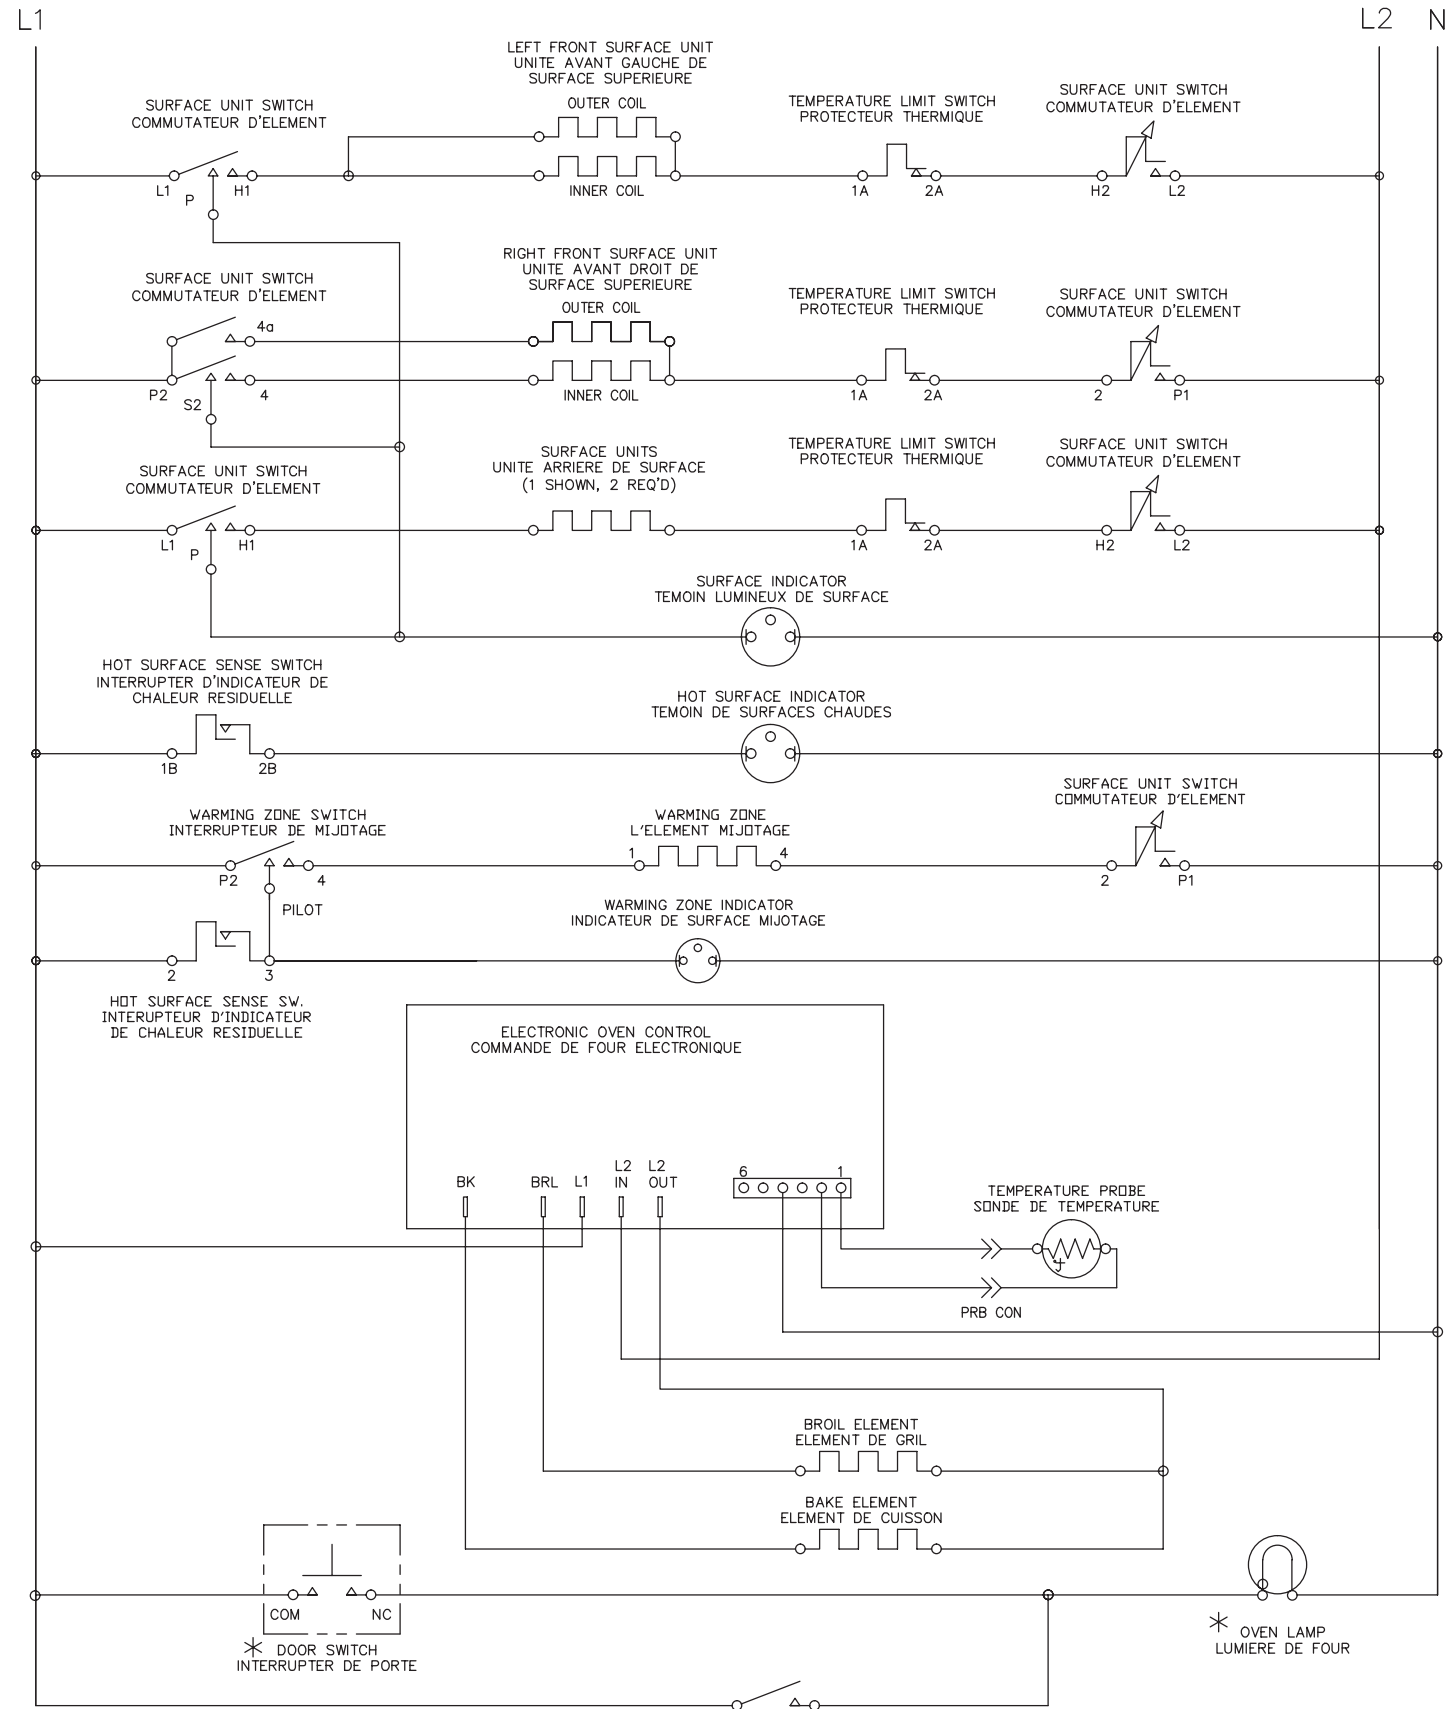 L1
L2 N
LEFT FRONT SURFACE UNIT
UNITE AVANT GAUCHE DE
SURFACE SUPERIEURE
OUTER COIL
INNER COIL
SURFACE UNIT SWITCH
COMMUTATEUR D'ELEMENT
L1
P
H1
TEMPERATURE LIMIT SWITCH
PROTECTEUR THERMIQUE
1A
2A
SURFACE UNIT SWITCH
COMMUTATEUR D'ELEMENT
H2
L2
RIGHT FRONT SURFACE UNIT
UNITE AVANT DROIT DE
SURFACE SUPERIEURE
OUTER COIL
INNER COIL
SURFACE UNIT SWITCH
COMMUTATEUR D'ELEMENT
4a
P2
S2
4
TEMPERATURE LIMIT SWITCH
PROTECTEUR THERMIQUE
1A
2A
SURFACE UNIT SWITCH
COMMUTATEUR D'ELEMENT
2
P1
SURFACE UNIT SWITCH
COMMUTATEUR D'ELEMENT
L1
P
H1
SURFACE UNITS
UNITE ARRIERE DE SURFACE
(1 SHOWN, 2 REQ'D)
TEMPERATURE LIMIT SWITCH
PROTECTEUR THERMIQUE
1A
2A
SURFACE UNIT SWITCH
COMMUTATEUR D'ELEMENT
H2
L2
SURFACE INDICATOR
TEMOIN LUMINEUX DE SURFACE
HOT SURFACE SENSE SWITCH
INTERRUPTER D'INDICATEUR DE
CHALEUR RESIDUELLE
1B
2B
HOT SURFACE INDICATOR
TEMOIN DE SURFACES CHAUDES
WARMING ZONE SWITCH
INTERRUPTEUR DE MIJOTAGE
P2
4
PILOT
WARMING ZONE
L'ELEMENT MIJOTAGE
1
4
SURFACE UNIT SWITCH
COMMUTATEUR D'ELEMENT
2
P1
WARMING ZONE INDICATOR
INDICATEUR DE SURFACE MIJOTAGE
2
3
HOT SURFACE SENSE SW.
INTERUPTEUR D'INDICATEUR
DE CHALEUR RESIDUELLE
ELECTRONIC OVEN CONTROL
COMMANDE DE FOUR ELECTRONIQUE
BK
BRL
L1
L2
IN
L2
OUT
6
1
TEMPERATURE PROBE
SONDE DE TEMPERATURE
PRB CON
BROIL ELEMENT
ELEMENT DE GRIL
BAKE ELEMENT
ELEMENT DE CUISSON
COM
NC
DOOR SWITCH
INTERRUPTER DE PORTE
OVEN LAMP
LUMIERE DE FOUR